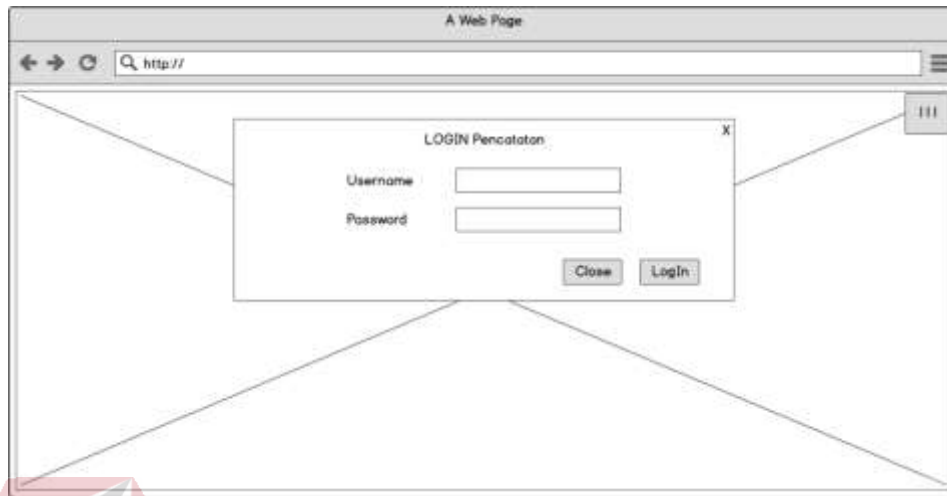 A Web Page
http://
X
LOGIN Pencatatan
Username
Password
Close LogIn